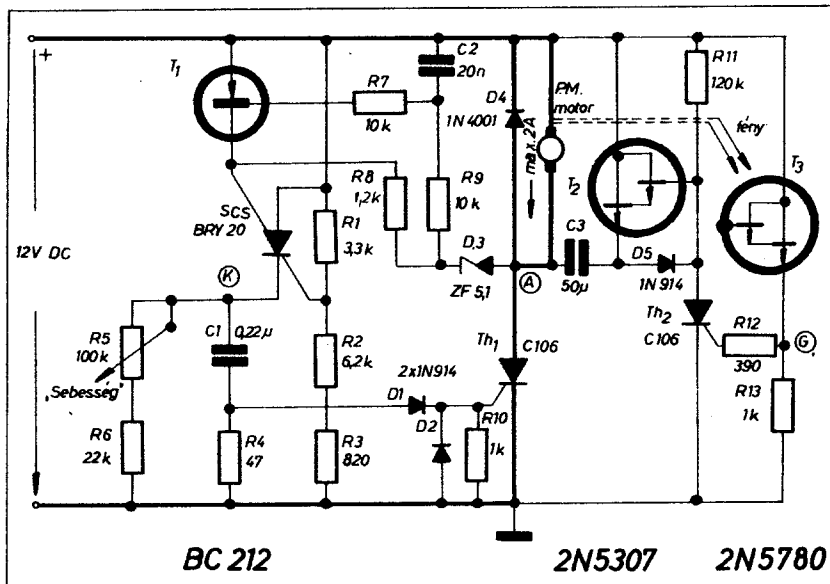 +
T1
R7
10k
C2
20n
D4
1N 4001
max. 2A
P.M.
motor
R11
120k
fény
T2
T3
R8
1,2k
R9
10k
SCS
BRY 20
R1
3,3k
12V DC
K
D,3
ZF 5,1
A
C3
50µ
D5
1N 914
Th2
C106
R12
390
G
R5
100k
„Sebesség”
C1
0,22µ
R2
6,2k
Th1
C106
2x1N914
D1
D2
R10
1k
R13
1k
R6
22k
R4
47
R3
820
BC 212
2N5307
2N5780